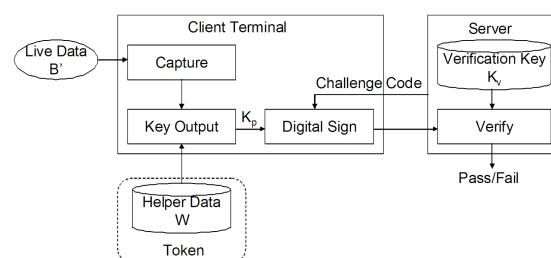 Client Terminal
Server
Live Data
B’
Capture
Verification Key
Kv
Challenge Code
Key Output
Kp
Digital Sign
Verify
Pass/Fail
Helper Data
W
Token